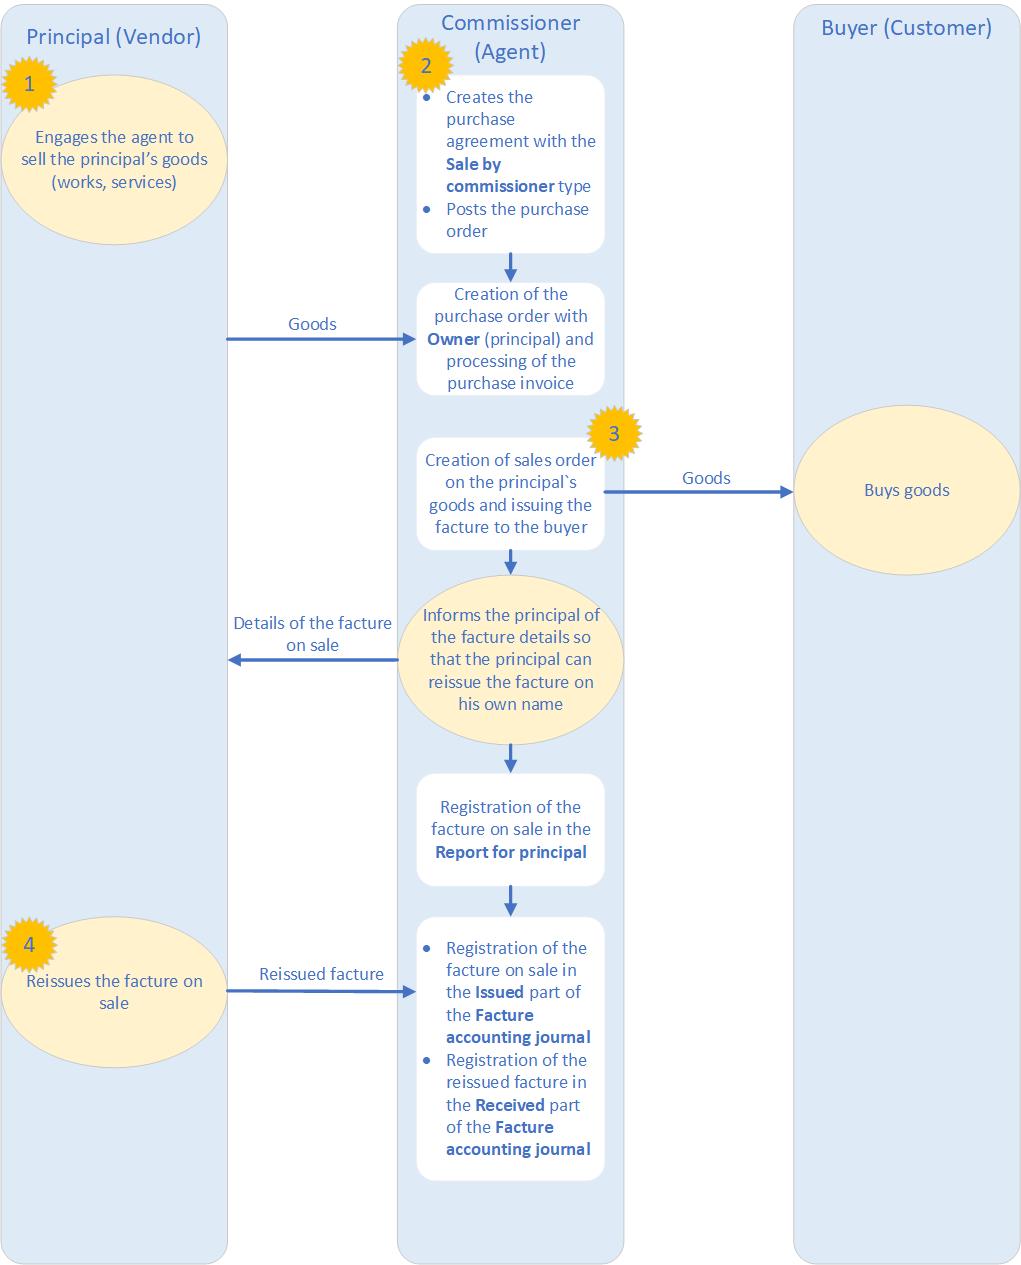 Principal (Vendor)
Commissioner
(Agent)
Buyer (Customer)
1
Engages the agent to
sell the principal's goods
(works, services)
2
● Creates the
purchase
agreement with the
Sale by
commissioner type
● Posts the purchase
order
Goods
Creation of the
purchase order with
Owner (principal) and
processing of the
purchase invoice
3
Creation of sales order
on the principal`s
goods and issuing the
facture to the buyer
Goods
Buys goods
Details of the facture
on sale
Informs the principal of
the facture details so
that the principal can
reissue the facture on
his own name
Registration of the
facture on sale in the
Report for principal
4
Reissues the facture on
sale
Reissued facture
● Registration of the
facture on sale in
the Issued part of
the Facture
accounting journal
● Registration of the
reissued facture in
the Received part
of the Facture
accounting journal